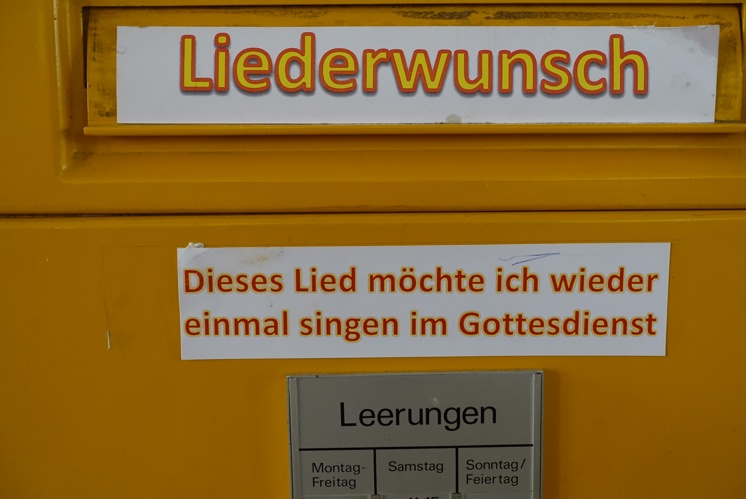 Liederwunsch
Dieses Lied möchte ich wieder
einmal singen im Gottesdienst
Leerungen
Montag- Samstag Sonntag/
Freitag Feiertag